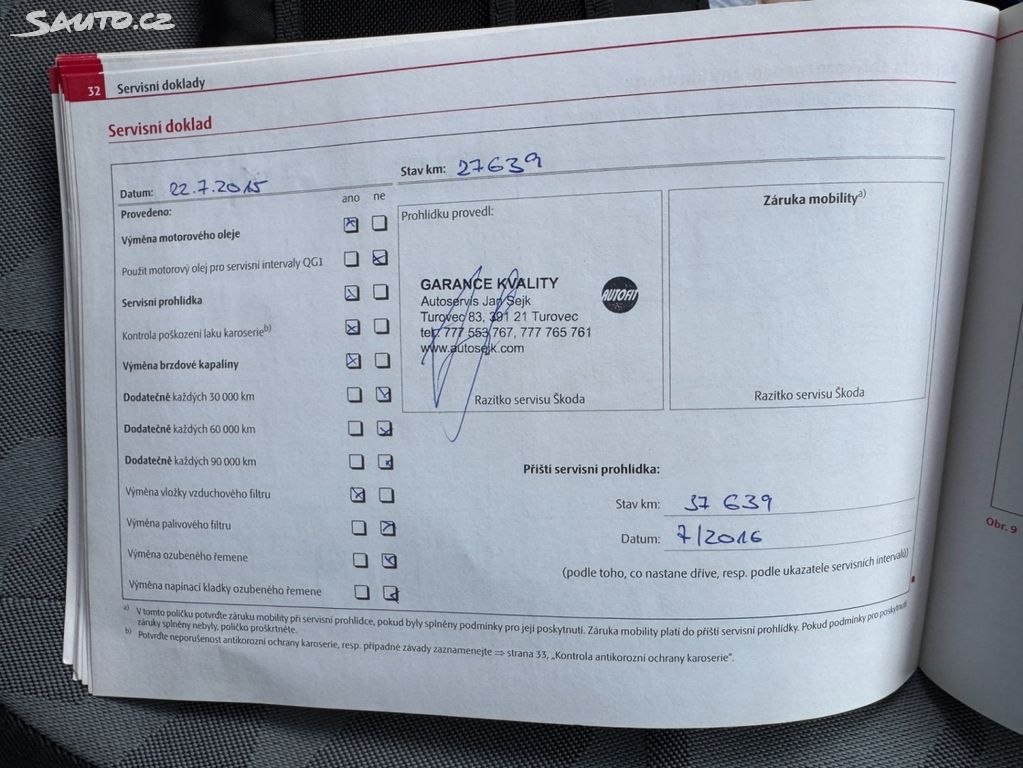 SAUTO.CZ
32 Servisní doklady
Servisní doklad
Datum: 22.7.2015 Stav km: 27639
Provedeno: ano ne
Výměna motorového oleje
Použit motorový olej pro servisní intervaly QG1
Servisní prohlídka
Kontrola poškození laku karoserie b)
Výměna brzdové kapaliny
Dodatečně každých 30 000 km
Dodatečně každých 60 000 km
Dodatečně každých 90 000 km
Výměna vložky vzduchového filtru
Výměna palivového filtru
Výměna ozubeného řemene
Výměna napínací kladky ozubeného řemene
Prohlídku provedl:
GARANCE KVALITY
Autoservis Jan Sejk
Turovec 83, 391 21 Turovec
tel. 777 553 767, 777 765 761
www.autosejk.com
AUTOFIT
Razítko servisu Škoda
Záruka mobility a)
Razítko servisu Škoda
Příští servisní prohlídka:
Stav km: 37 639
Datum: 7/2016
(podle toho, co nastane dříve, resp. podle ukazatele servisních intervalů)
a) V tomto políčku potvrďte záruku mobility při servisní prohlídce, pokud byly splněny podmínky pro její poskytnutí. Záruka mobility platí do příští servisní prohlídky. Pokud podmínky pro poskytnutí
záruky splněny nebyly, políčko proškrtněte.
b) Potvrďte neporušenost antikorozní ochrany karoserie, resp. případné závady zaznamenejte ⇒ strana 33, „Kontrola antikorozní ochrany karoserie".
Obr. 9